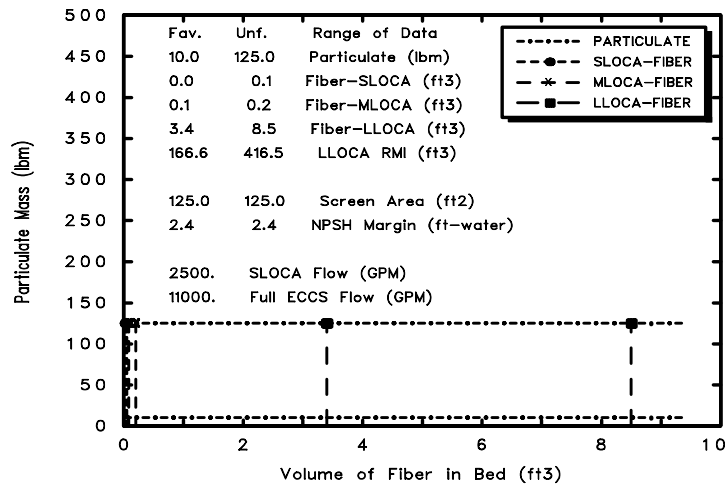 500
450
400
350
300
250
200
150
100
50
0
Particulate Mass (lbm)
Fav. Unf. Range of Data
10.0 125.0 Particulate (lbm)
0.0 0.1 Fiber-SLOCA (ft3)
0.1 0.2 Fiber-MLOCA (ft3)
3.4 8.5 Fiber-LLOCA (ft3)
166.6 416.5 LLOCA RMI (ft3)
125.0 125.0 Screen Area (ft2)
2.4 2.4 NPSH Margin (ft-water)
2500. SLOCA Flow (GPM)
11000. Full ECCS Flow (GPM)
PARTICULATE
SLOCA-FIBER
MLOCA-FIBER
LLOCA-FIBER
0 2 4 6 8 10
Volume of Fiber in Bed (ft3)